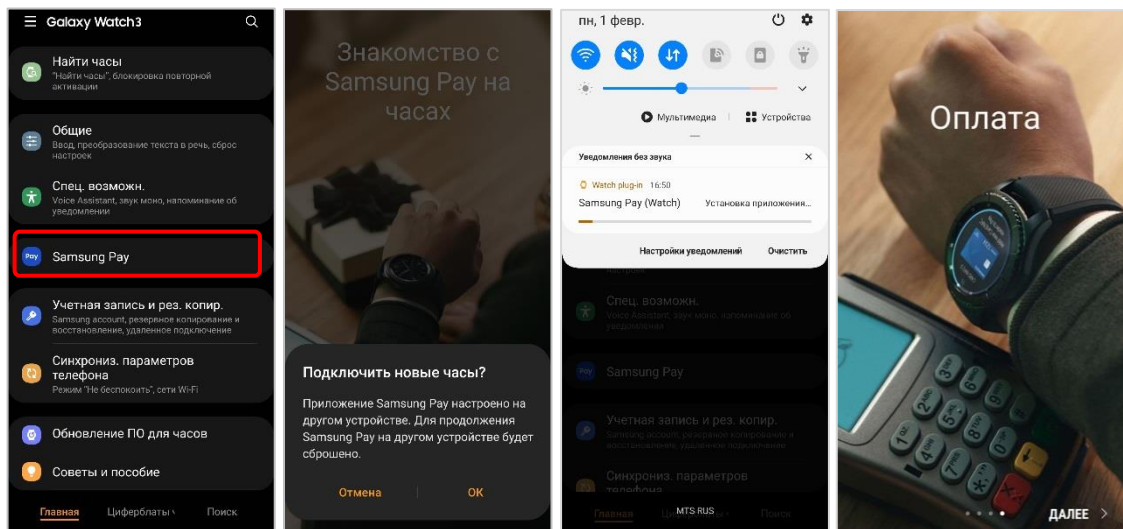 Galaxy Watch3
Найти часы
"Найти часы", блокировка повторной
активации
Общие
Ввод, преобразование текста в речь, сброс
настроек
Спец. возможн.
Voice Assistant, звук моно, напоминание об
уведомлении
Pay
Samsung Pay
Учетная запись и рез. копир.
Samsung account, резервное копирование и
восстановление, удаленное подключение
Синхрониз. параметров
телефона
Режим "Не беспокоить", сети Wi-Fi
Обновление ПО для часов
Советы и пособие
Главная Циферблаты Поиск
Знакомство с
Samsung Pay на
часах
Подключить новые часы?
Приложение Samsung Pay настроено на
другом устройстве. Для продолжения
Samsung Pay на другом устройстве будет
сброшено.
Отмена ОК
пн, 1 февр.
Мультимедиа Устройства
Уведомления без звука
Watch plug-in 16:50
Samsung Pay (Watch) Установка приложения...
Настройки уведомлений Очистить
Спец. возможн.
Voice Assistant, звук моно, напоминание об
уведомлении
Pay
Samsung Pay
Учетная запись и рез. копир.
Samsung account, резервное копирование и
восстановление, удаленное подключение
Синхрониз. параметров
телефона
Главная MTS RUS Поиск
Оплата
ДАЛЕЕ